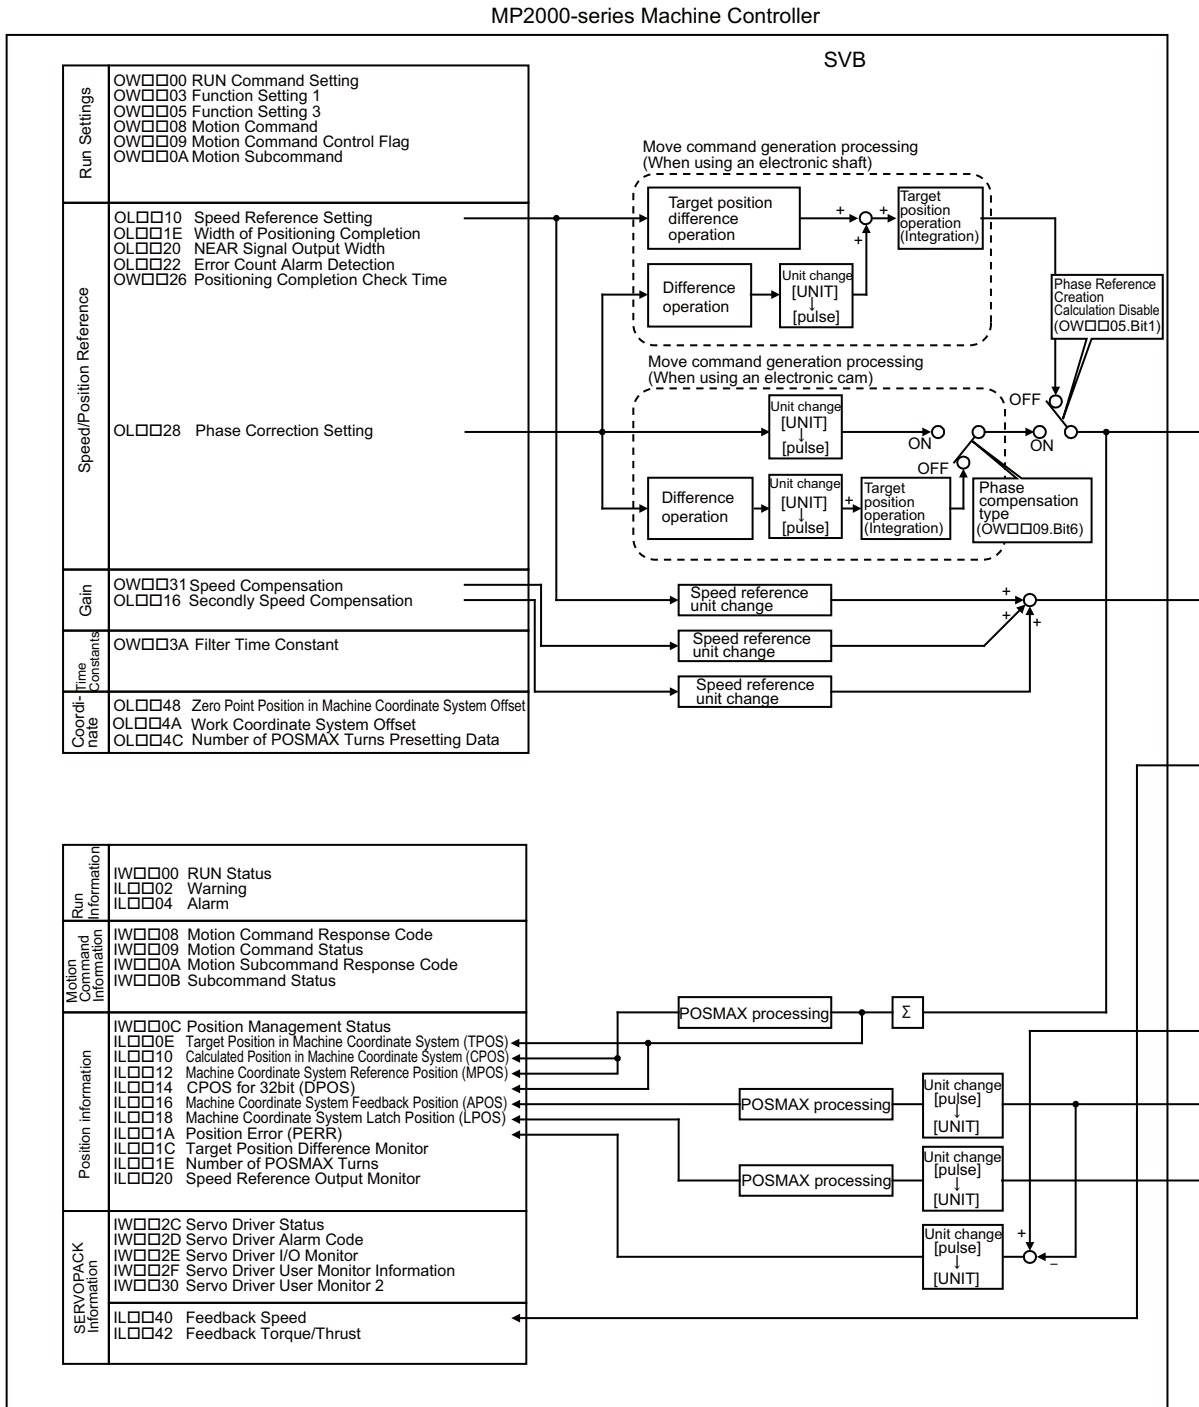 MP2000-series Machine Controller
SVB
Run Settings
OW□□00 RUN Command Setting
OW□□03 Function Setting 1
OW□□05 Function Setting 3
OW□□08 Motion Command
OW□□09 Motion Command Control Flag
OW□□0A Motion Subcommand
Speed/Position Reference
OL□□10 Speed Reference Setting
OL□□1E Width of Positioning Completion
OL□□20 NEAR Signal Output Width
OL□□22 Error Count Alarm Detection
OW□□26 Positioning Completion Check Time
OL□□28 Phase Correction Setting
Gain
OW□□31 Speed Compensation
OL□□16 Secondly Speed Compensation
Time
Constants
OW□□3A Filter Time Constant
Coordi-
nate
OL□□48 Zero Point Position in Machine Coordinate System Offset
OL□□4A Work Coordinate System Offset
OL□□4C Number of POSMAX Turns Presetting Data
Move command generation processing
(When using an electronic shaft)
Target position
difference
operation
+
+
+
Target
position
operation
(Integration)
Difference
operation
Unit change
[UNIT]
↓
[pulse]
Phase Reference
Creation
Calculation Disable
(OW□□05.Bit1)
Move command generation processing
(When using an electronic cam)
Unit change
[UNIT]
↓
[pulse]
ON
OFF
OFF
ON
Difference
operation
Unit change
[UNIT]
↓
[pulse]
+
Target
position
operation
(Integration)
Phase
compensation
type
(OW□□09.Bit6)
Speed reference
unit change
+
+
+
Speed reference
unit change
Speed reference
unit change
Run
Information
IW□□00 RUN Status
IL□□02 Warning
IL□□04 Alarm
Motion
Command
Information
IW□□08 Motion Command Response Code
IW□□09 Motion Command Status
IW□□0A Motion Subcommand Response Code
IW□□0B Subcommand Status
Position information
IW□□0C Position Management Status
IL□□0E Target Position in Machine Coordinate System (TPOS)
IL□□10 Calculated Position in Machine Coordinate System (CPOS)
IL□□12 Machine Coordinate System Reference Position (MPOS)
IL□□14 CPOS for 32bit (DPOS)
IL□□16 Machine Coordinate System Feedback Position (APOS)
IL□□18 Machine Coordinate System Latch Position (LPOS)
IL□□1A Position Error (PERR)
IL□□1C Target Position Difference Monitor
IL□□1E Number of POSMAX Turns
IL□□20 Speed Reference Output Monitor
SERVOPACK
Information
IW□□2C Servo Driver Status
IW□□2D Servo Driver Alarm Code
IW□□2E Servo Driver I/O Monitor
IW□□2F Servo Driver User Monitor Information
IW□□30 Servo Driver User Monitor 2
IL□□40 Feedback Speed
IL□□42 Feedback Torque/Thrust
POSMAX processing
Σ
POSMAX processing
Unit change
[pulse]
↓
[UNIT]
POSMAX processing
Unit change
[pulse]
↓
[UNIT]
Unit change
[pulse]
↓
[UNIT]
+
−